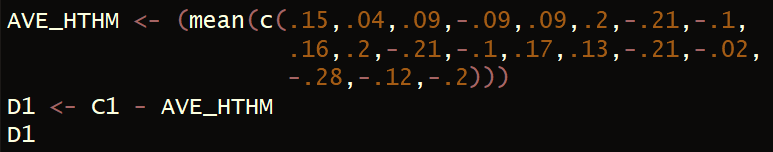 AVE_HTHM <- (mean(c(.15,.04,.09,-.09,.09,.2,-.21,-.1,
.16,.2,-.21,-.1,.17,.13,-.21,-.02,
-.28,-.12,-.2)))
D1 <- C1 - AVE_HTHM
D1